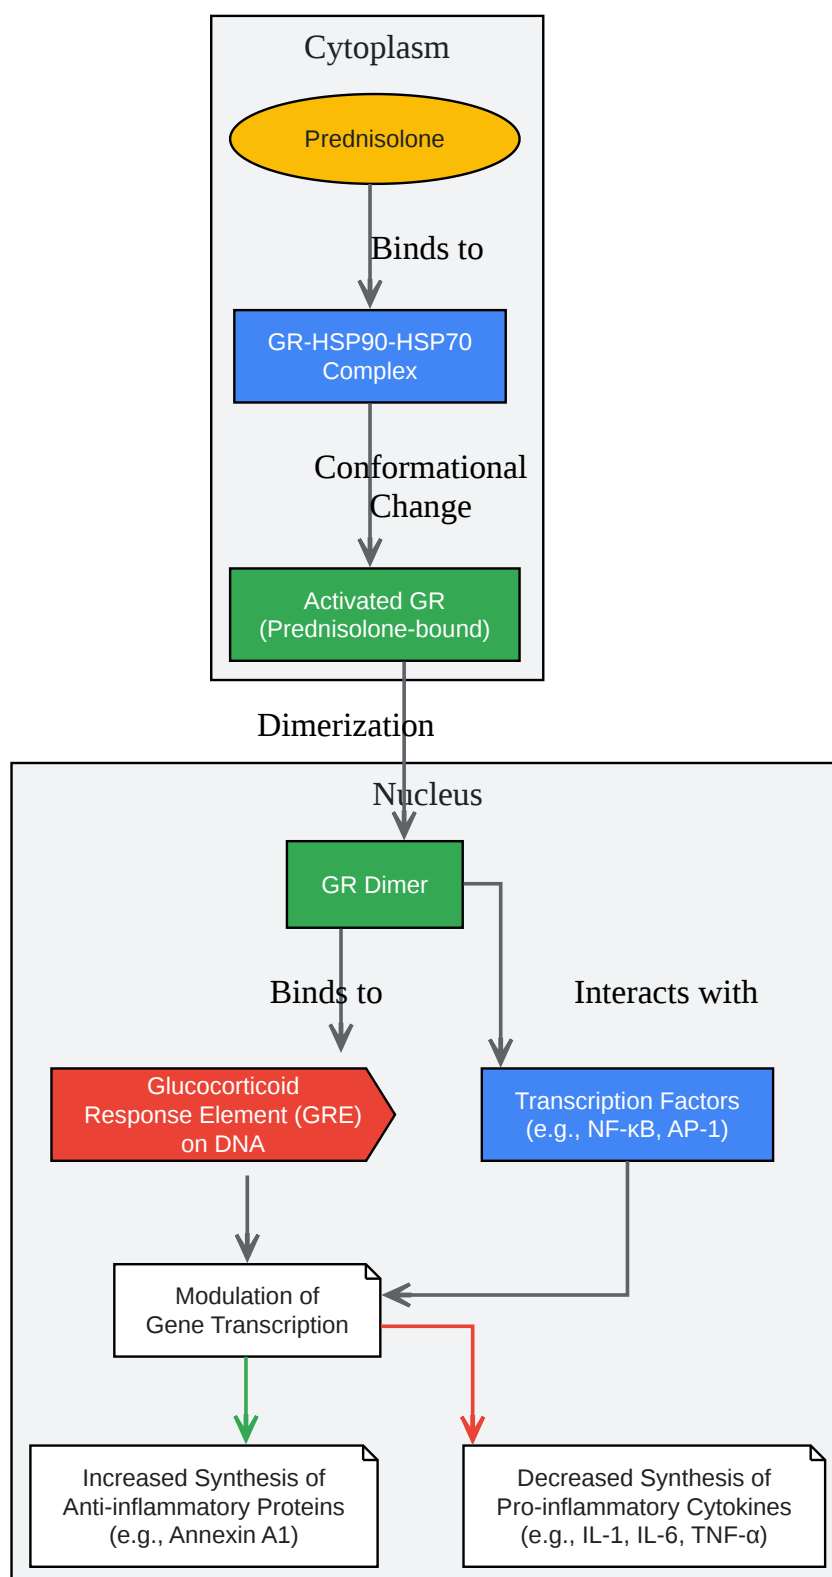 Cytoplasm
Prednisolone
Binds to
GR-HSP90-HSP70
Complex
Conformational
Change
Activated GR
(Prednisolone-bound)
Dimerization
Nucleus
GR Dimer
Binds to
Interacts with
Glucocorticoid
Response Element (GRE)
on DNA
Transcription Factors
(e.g., NF-κB, AP-1)
Modulation of
Gene Transcription
Increased Synthesis of
Anti-inflammatory Proteins
(e.g., Annexin A1)
Decreased Synthesis of
Pro-inflammatory Cytokines
(e.g., IL-1, IL-6, TNF-α)